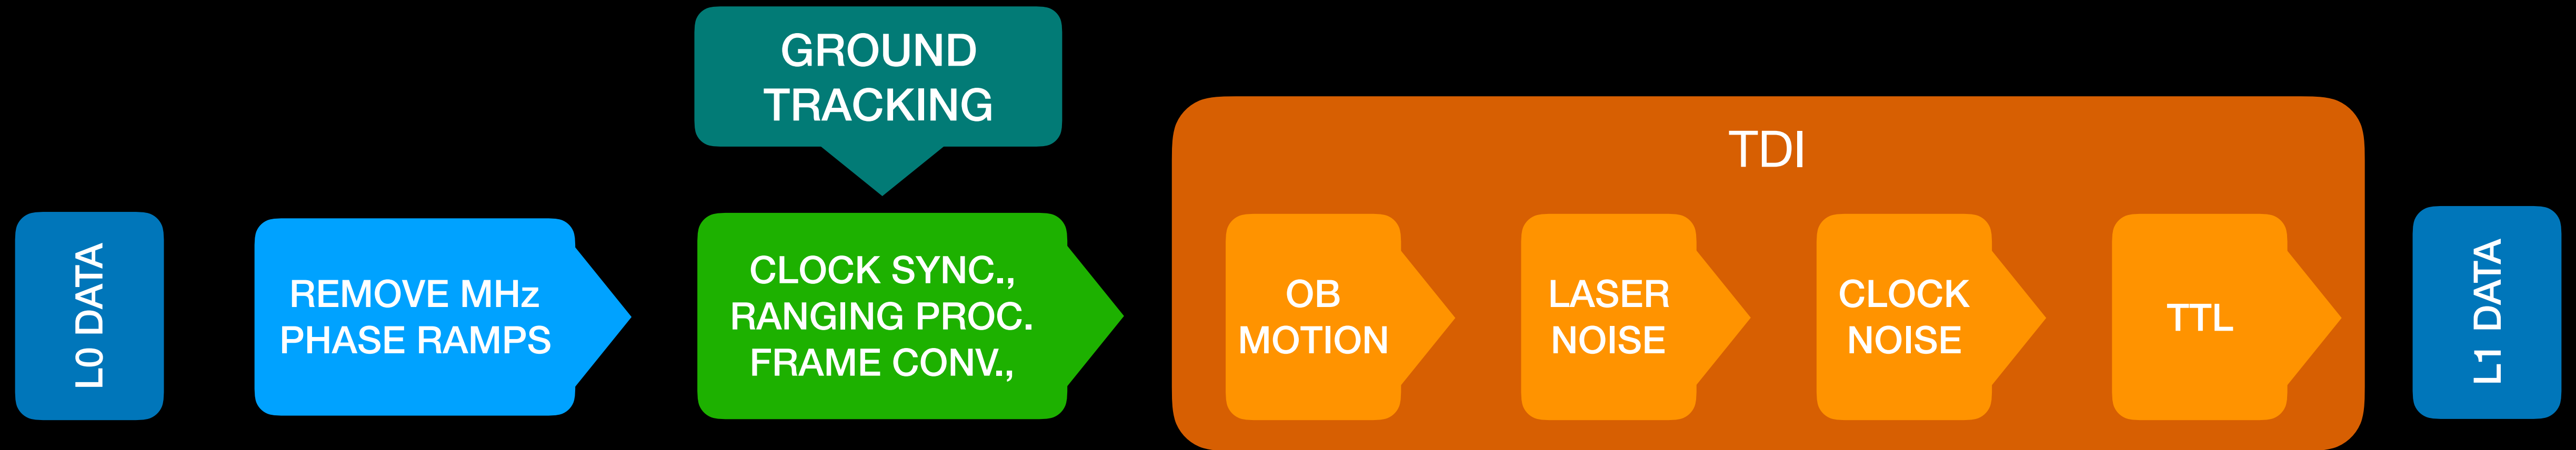 GROUND
TRACKING
TDI
L0 DATA
REMOVE MHz
PHASE RAMPS
CLOCK SYNC.,
RANGING PROC.
FRAME CONV.,
OB
MOTION
LASER
NOISE
CLOCK
NOISE
TTL
L1 DATA